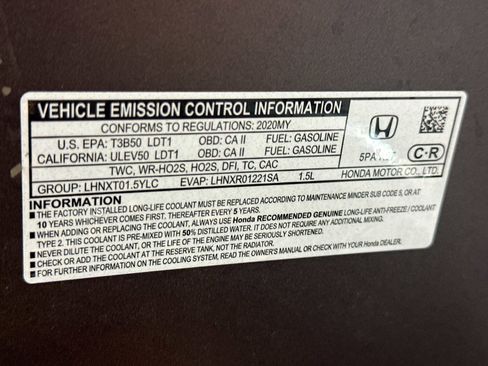 VEHICLE EMISSION CONTROL INFORMATION
CONFORMS TO REGULATIONS: 2020MY
U.S. EPA: T3B50 LDT1 OBD: CA II FUEL: GASOLINE
CALIFORNIA: ULEV50 LDT1 OBD: CA II FUEL: GASOLINE
TWC, WR-HO2S, HO2S, DFI, TC, CAC
GROUP: LHNXT01.5YLC EVAP: LHNXR01221SA 1.5L
5PA
C-R
HONDA MOTOR CO., LTD.
INFORMATION
■ THE FACTORY INSTALLED LONG-LIFE COOLANT MUST BE REPLACED ACCORDING TO MAINTENANCE MINDER SUB CODE 5, OR AT
10 YEARS WHICHEVER COMES FIRST. THEREAFTER EVERY 5 YEARS.
■ WHEN ADDING OR REPLACING THE COOLANT, ALWAYS USE Honda RECOMMENDED GENUINE LONG-LIFE ANTI-FREEZE / COOLANT
TYPE 2. THIS COOLANT IS PRE-MIXED WITH 50% DISTILLED WATER. IT DOES NOT REQUIRE ANY ADDITIONAL MIXING.
■ NEVER DILUTE THE COOLANT, OR THE LIFE OF THE ENGINE MAY BE SERIOUSLY SHORTENED.
■ CHECK OR ADD THE COOLANT AT THE RESERVE TANK, NOT THE RADIATOR.
■ FOR FURTHER INFORMATION ON THE COOLING SYSTEM, READ THE OWNER'S MANUAL OR CONSULT WITH YOUR Honda DEALER.